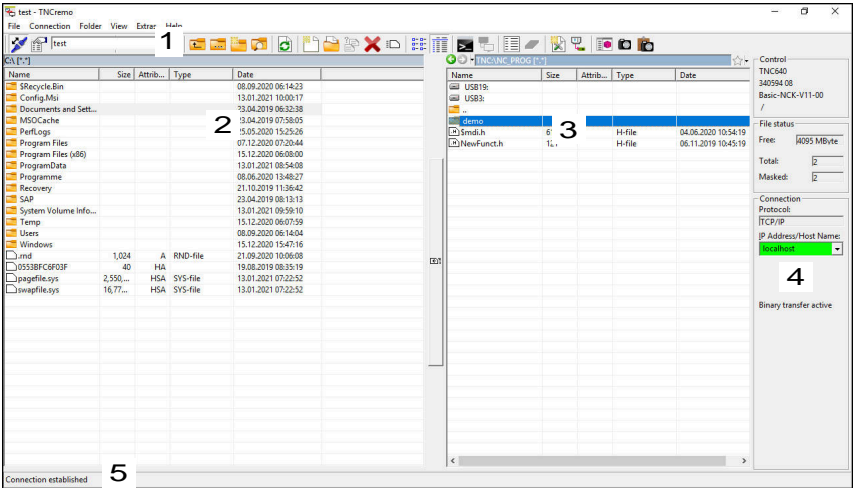 test - TNCremo
File Connection Folder View Extras Help
test
1
C:\ [*.*]
Name Size Attrib... Type Date
$Recycle.Bin 08.09.2020 06:14:23
Config.Msi 13.01.2021 10:00:17
Documents and Sett... 23.04.2019 06:32:38
MSOCache 23.04.2019 07:58:05
PerfLogs 25.05.2020 15:25:26
Program Files 07.12.2020 07:20:44
Program Files (x86) 15.12.2020 06:08:00
ProgramData 13.01.2021 08:54:08
Programme 08.06.2020 13:48:27
Recovery 21.10.2019 11:36:42
SAP 23.04.2019 08:13:13
System Volume Info... 13.01.2021 09:59:10
Temp 15.12.2020 06:07:59
Users 08.09.2020 06:14:04
Windows 15.12.2020 15:47:16
.rnd 1,024 A RND-file 21.09.2020 10:06:08
0553BFC6F03F 40 HA 19.08.2019 08:35:19
pagefile.sys 2,550,... HSA SYS-file 13.01.2021 07:22:52
swapfile.sys 16,77... HSA SYS-file 13.01.2021 07:22:52
2
TNC:\NC_PROG [*.*]
Name Size Attrib... Type Date
USB19:
USB3:
..
demo
$mdi.h H-file 04.06.2020 10:54:19
NewFunct.h H-file 06.11.2019 10:45:19
3
Control
TNC640
340594 08
Basic-NCK-V11-00
/
File status
Free: 4095 MByte
Total: 2
Masked: 2
Connection
Protocol:
TCP/IP
IP Address/Host Name:
localhost
4
Binary transfer active
Connection established
5